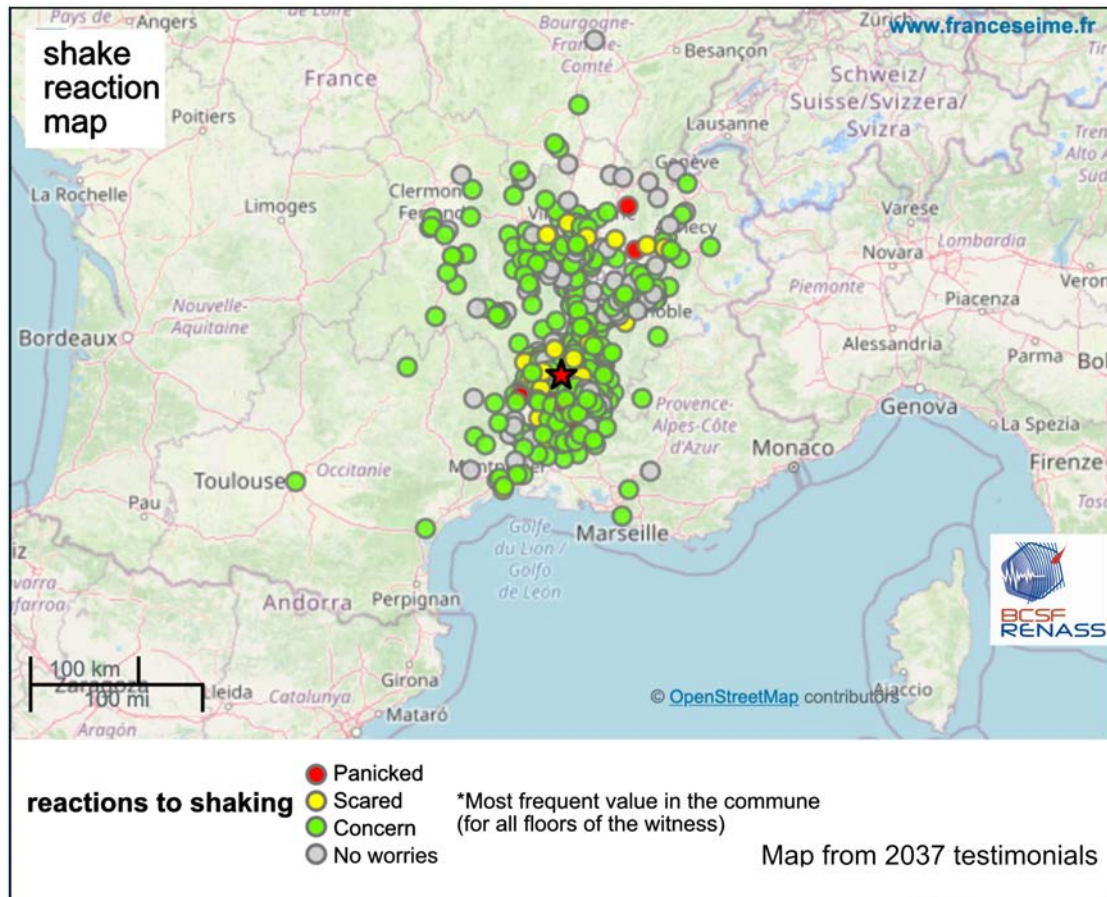 Pays de
Angers
Bourgogne-
Franche-
Comté
Zürich
www.franceseime.fr
shake
reaction
map
Besançon
France
Schweiz/
Suisse/Svizzera/
Svizra
Poitiers
Lausanne
Genève
La Rochelle
Limoges
Clermont
Varese
Novara
Lombardia
Piemonte
Piacenza
Nouvelle-
Aquitaine
Bordeaux
Alessandria
Parma
Genova
La Spezia
Provence-
Alpes-Côte
d'Azur
Monaco
Occitanie
Toulouse
Firenze
Pau
Marseille
Golfe
du Lion /
Golfo
de León
Andorra
Perpignan
BCSF
RENASS
100 km
Zaragoza
100 mi
Lleida
Catalunya
Girona
Mataró
Aragón
© OpenStreetMap contributors
Ajaccio
reactions to shaking
Panicked
Scared
Concern
No worries
*Most frequent value in the commune
(for all floors of the witness)
Map from 2037 testimonials